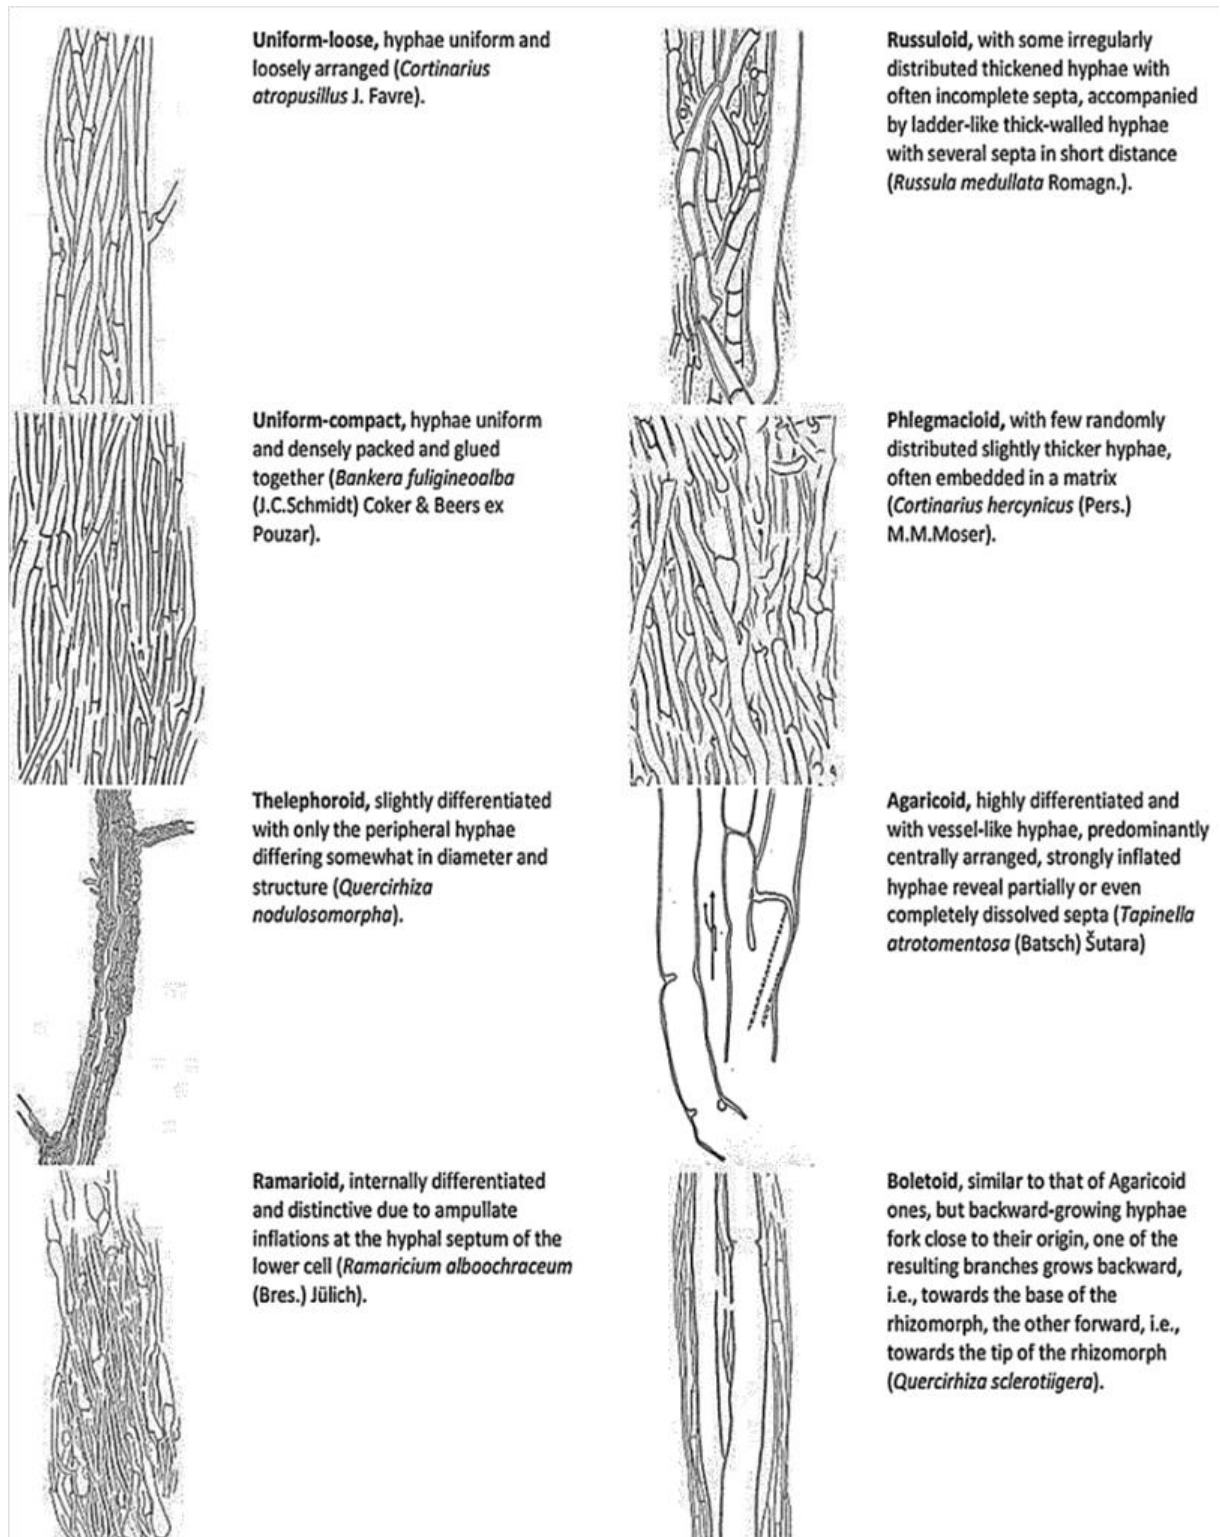 Uniform-loose, hyphae uniform and
loosely arranged (Cortinarius
atropusillus J. Favre).
Uniform-compact, hyphae uniform
and densely packed and glued
together (Bankera fuligineoalba
(J.C.Schmidt) Coker & Beers ex
Pouzar).
Thelephoroid, slightly differentiated
with only the peripheral hyphae
differing somewhat in diameter and
structure (Quercirhiza
nodulosomorpha).
Ramarioid, internally differentiated
and distinctive due to ampullate
inflations at the hyphal septum of the
lower cell (Ramaricium alboochraceum
(Bres.) Jülich).
Russuloid, with some irregularly
distributed thickened hyphae with
often incomplete septa, accompanied
by ladder-like thick-walled hyphae
with several septa in short distance
(Russula medullata Romagn.).
Phlegmacioid, with few randomly
distributed slightly thicker hyphae,
often embedded in a matrix
(Cortinarius hercynicus (Pers.)
M.M.Moser).
Agaricoid, highly differentiated and
with vessel-like hyphae, predominantly
centrally arranged, strongly inflated
hyphae reveal partially or even
completely dissolved septa (Tapinella
atrotomentosa (Batsch) Šutara)
Boletoid, similar to that of Agaricoid
ones, but backward-growing hyphae
fork close to their origin, one of the
resulting branches grows backward,
i.e., towards the base of the
rhizomorph, the other forward, i.e.,
towards the tip of the rhizomorph
(Quercirhiza sclerotiigera).